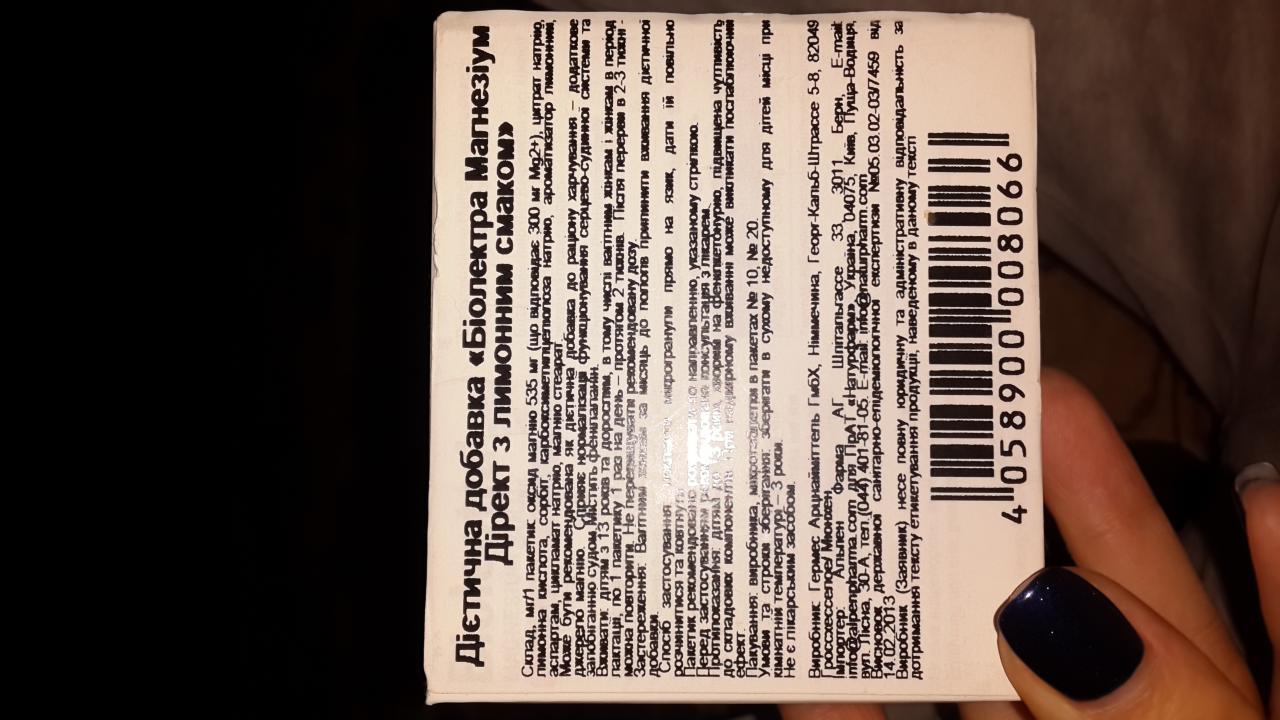 Дієтична добавка «Біолектра Магнезіум
Дірект з лимонним смаком»
Склад, мг/1 пакетик: оксид магнію 535 мг (що відповідає 300 мг Mg2+), цитрат натрію,
лимонна кислота, сорбіт, карбоксиметилцелюлоза натрію, ароматизатор лимонний,
аспартам, цикламат натрію, магнію стеарат.
Може бути рекомендована як дієтична добавка до раціону харчування – додаткове
джерело магнію. Сприяє нормалізації функціонування серцево-судинної системи та
запобіганню судом. Містить фенілаланін.
Вживати: дітям з 13 років та дорослим, в тому числі вагітним жінкам і жінкам в період
лактації, по 1 пакетику 1 раз на день – протягом 2 тижнів. Після перерви в 2-3 тижні -
можна повторити. Не перевищувати рекомендовану дозу.
Застереження: Вагітним жінкам за місяць до пологів припинити вживання дієтичної
добавки.
Спосіб застосування мікрогранули прямо на язик, дати їй повільно
розчинитися та ковтнути.
Пакетик рекомендовано направленню, указаному стрілкою.
Перед застосуванням рекомендована консультація з лікарем.
Протипоказання: дітям до 13 років, хворим на фенілкетонурію, підвищена чутливість
до складових компонентів. При надмірному вживанні може викликати послаблюючий
ефект.
Пакування: виробника, мікротаблетки в пакетах № 10, № 20.
Умови та строки зберігання: зберігати в сухому недоступному для дітей місці при
кімнатній температурі – 3 роки.
Не є лікарським засобом.
Виробник: Гермес Арцнайміттель ГмбХ, Німмечина, Георг-Кальб-Штрассе 5-8, 82049
Гроссхесселое/ Мюнхен.
Імпортер: Альпен Фарма АГ Шпітальгассе 33, 3011 Берн, E-mail:
info@alpenpharma.com для ПрАТ «Натурфарм», Україна, 04075, Київ, Пуща-Водиця,
вул. Лісна, 30-А, тел.(044) 401-81-05, E-mail: info@naturpharm.com
Висновок державної санітарно-епідеміологічної експертизи №05.03.02-03/7459 від
14.02.2013
Виробник (Заявник) несе повну юридичну та адміністративну відповідальність за
дотримання тексту етикетування продукції, наведеному в даному тексті
4 058900 008066